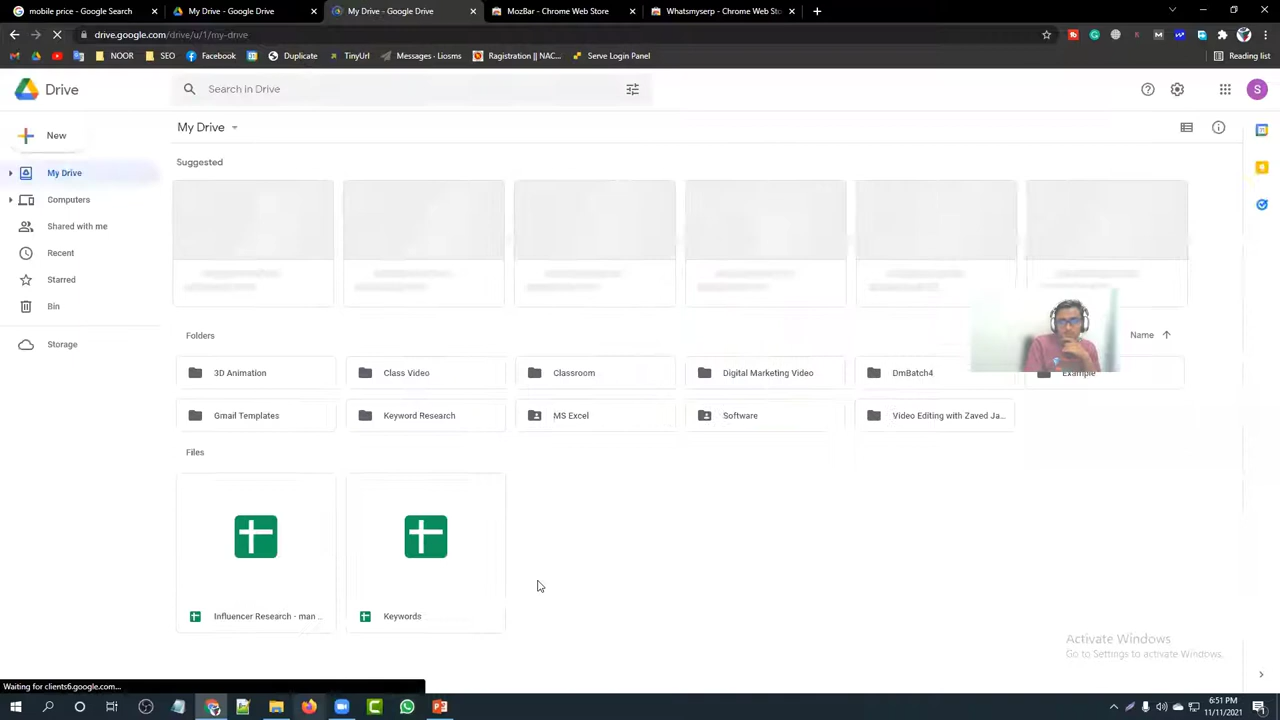 mobile price - Google Search
My Drive - Google Drive
My Drive - Google Drive
MozBar - Chrome Web Store
Whatsmyserp - Chrome Web Sto
drive.google.com/drive/u/1/my-drive
NOOR
SEO
Facebook
Duplicate
TinyUrl
Messages - Liosms
Ragistration || NAC...
Serve Login Panel
Reading list
Drive
Search in Drive
S
New
My Drive
My Drive
Suggested
Computers
Shared with me
Recent
Starred
Bin
Storage
Folders
Name
3D Animation
Class Video
Classroom
Digital Marketing Video
DmBatch4
Example
Gmail Templates
Keyword Research
MS Excel
Software
Video Editing with Zaved Ja...
Files
Influencer Research - man ..
Keywords
Activate Windows
Go to Settings to activate Windows.
Waiting for clients6.google.com...
6:51 PM
11/11/2021